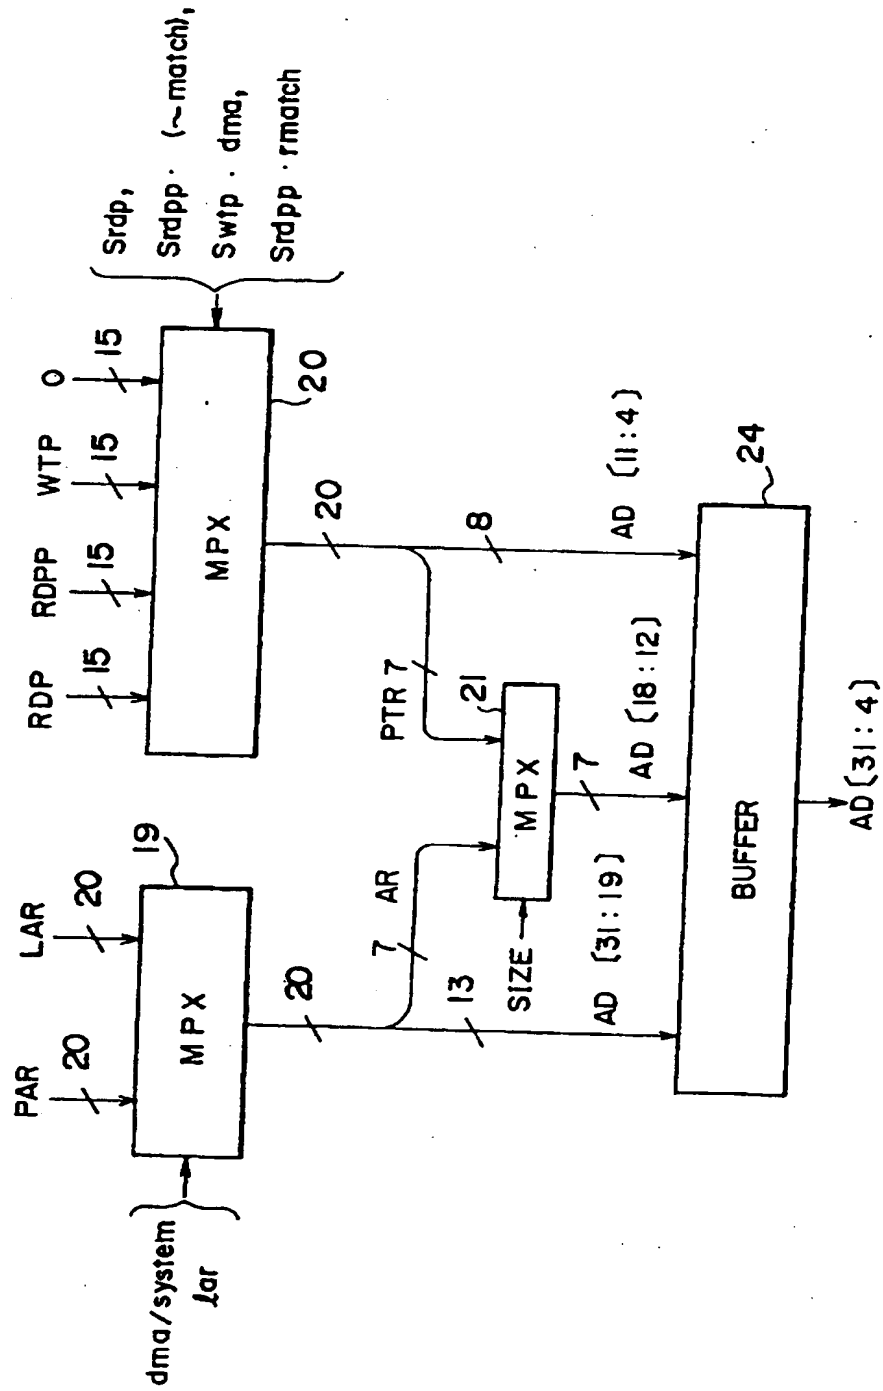 dma/system
lar
PAR
20
LAR
20
19
MPX
20
RDP
15
RDPP
15
WTP
15
0
15
MPX
20
Srdp,
Srdpp · (~match),
Swtp · dma,
Srdpp · rmatch
20
7
AR
PTR 7
21
SIZE
MPX
7
13
8
AD [31:19]
AD [18:12]
AD [11:4]
24
BUFFER
AD[31:4]